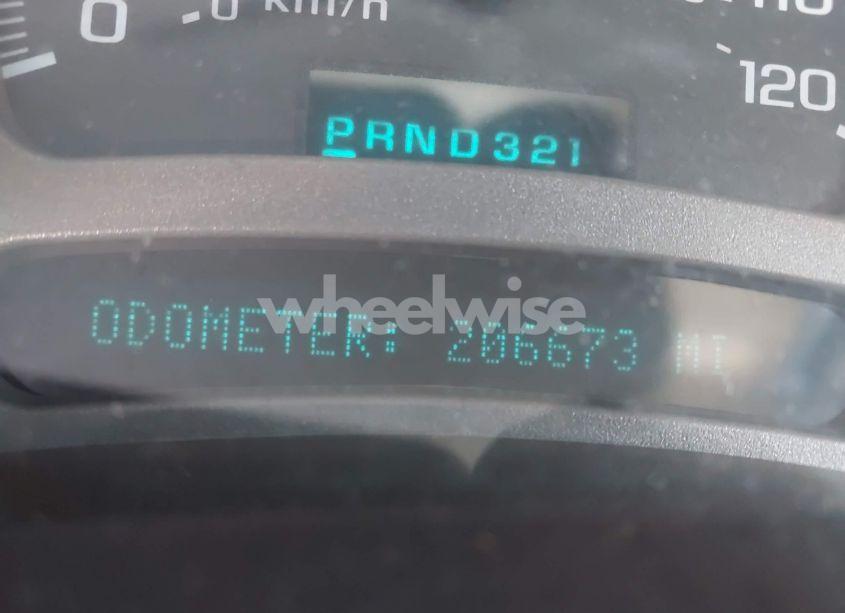 0 0 km/h
120
PRND321
wheelwise
ODOMETER: 206673 MI